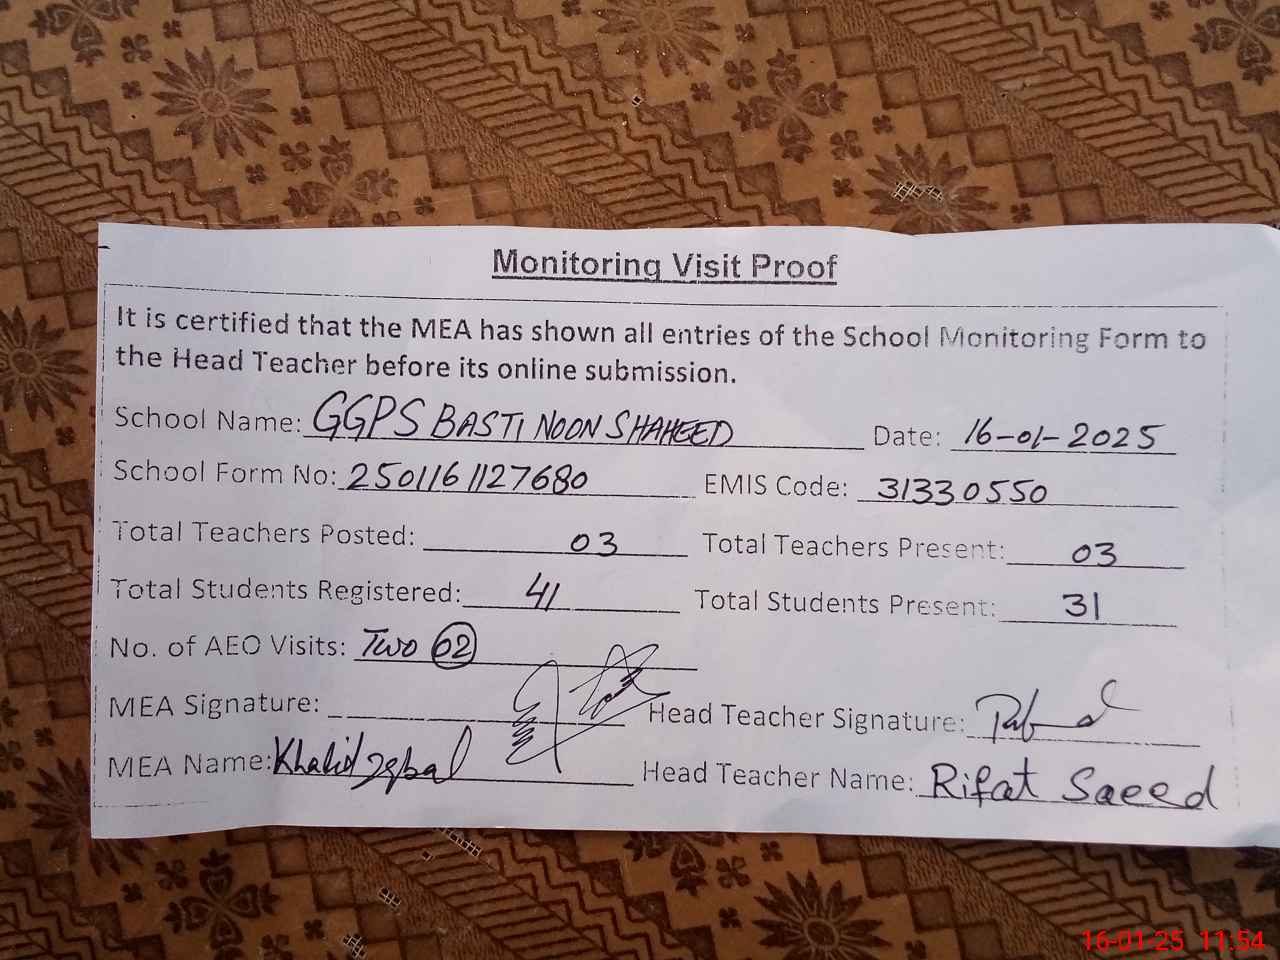 Monitoring Visit Proof
It is certified that the MEA has shown all entries of the School Monitoring Form to
the Head Teacher before its online submission.
School Name: GGPS BASTI NOON SHAHEED Date: 16-01-2025
School Form No: 2501161127680 EMIS Code: 31330550
Total Teachers Posted: 03 Total Teachers Present: 03
Total Students Registered: 41 Total Students Present: 31
No. of AEO Visits: Two 02
MEA Signature: Head Teacher Signature:
MEA Name: Khalid Iqbal Head Teacher Name: Rifat Saeed
16-01-25 11:54